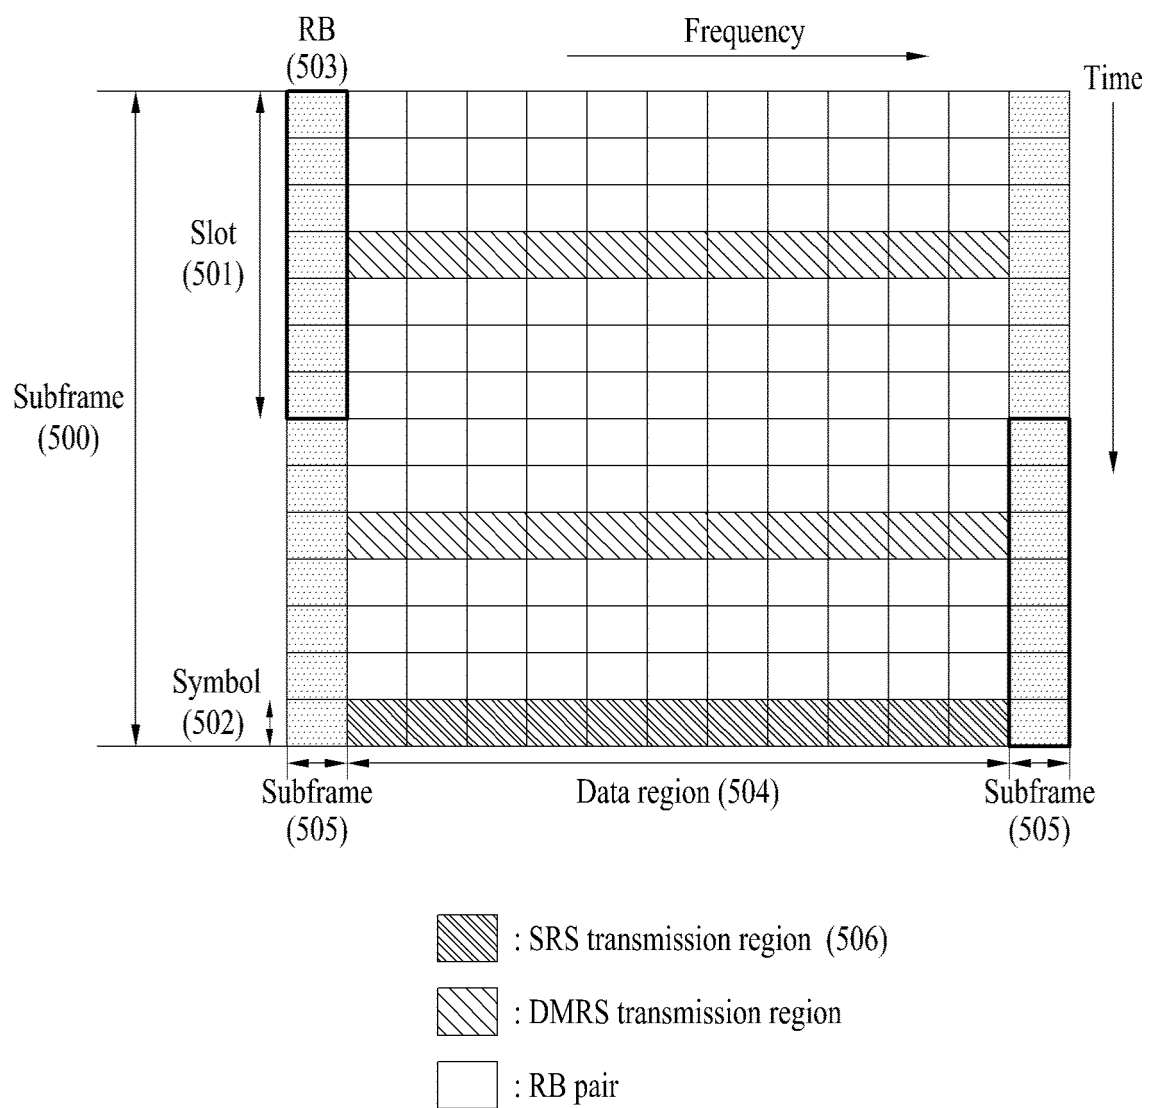 RB
(503)
Frequency
Time
Slot
(501)
Subframe
(500)
Symbol
(502)
Subframe
(505)
Data region (504)
Subframe
(505)
: SRS transmission region (506)
: DMRS transmission region
: RB pair